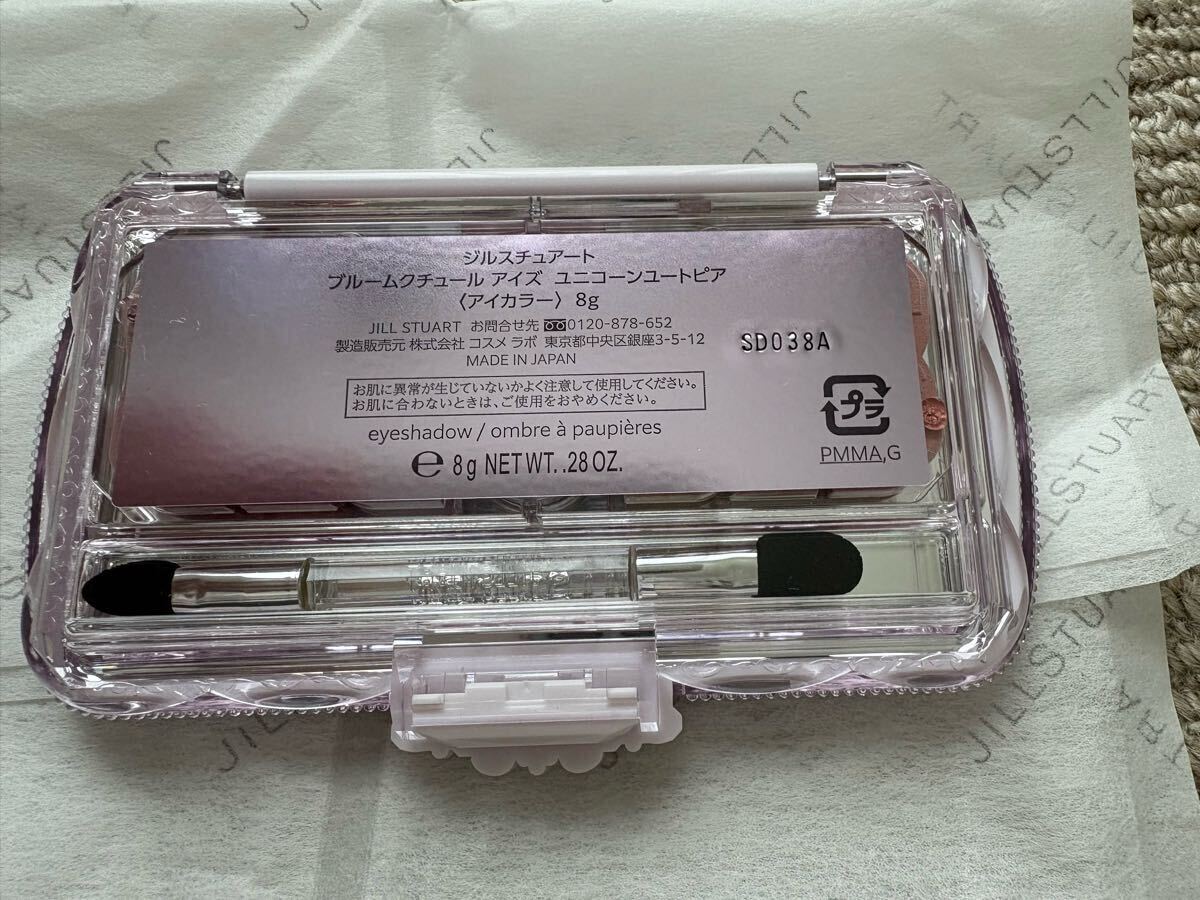 ジルスチュアート
ブルームクチュール アイズ ユニコーンユートピア
〈アイカラー〉 8g
JILL STUART お問合せ先 0120-878-652
製造販売元 株式会社 コスメ ラボ 東京都中央区銀座3-5-12
MADE IN JAPAN
SD038A
お肌に異常が生じていないかよく注意して使用してください。
お肌に合わないときは、ご使用をおやめください。
プラ
PMMA,G
eyeshadow / ombre à paupières
℮ 8g NET WT. .28 OZ.
JILLSTUART
JILLSTUART
JILLSTUART